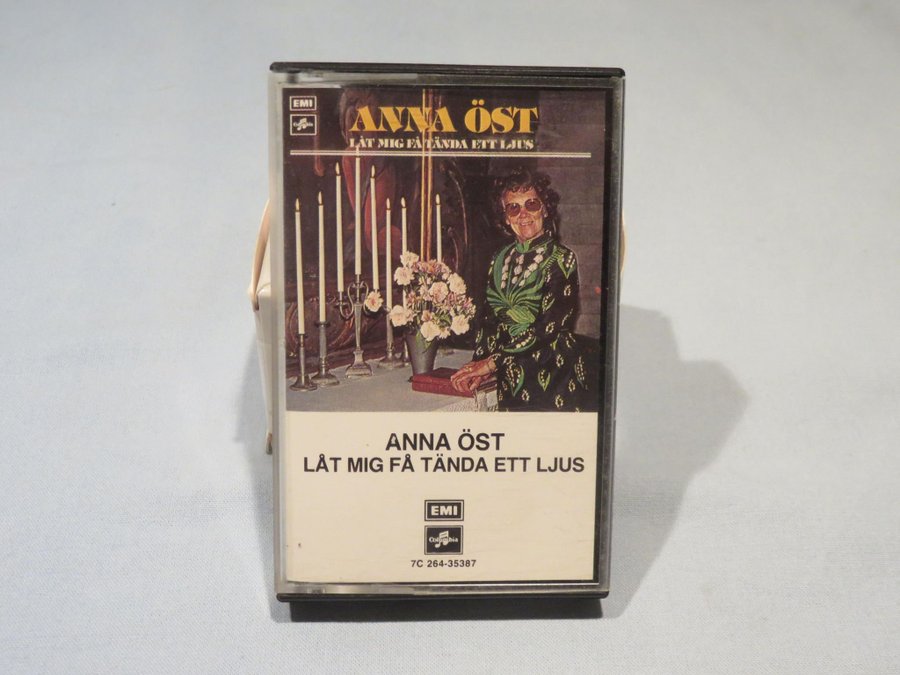 EMI
Columbia
ANNA ÖST
LÅT MIG FÅ TÄNDA ETT LJUS
ANNA ÖST
LÅT MIG FÅ TÄNDA ETT LJUS
EMI
Columbia
7C 264-35387